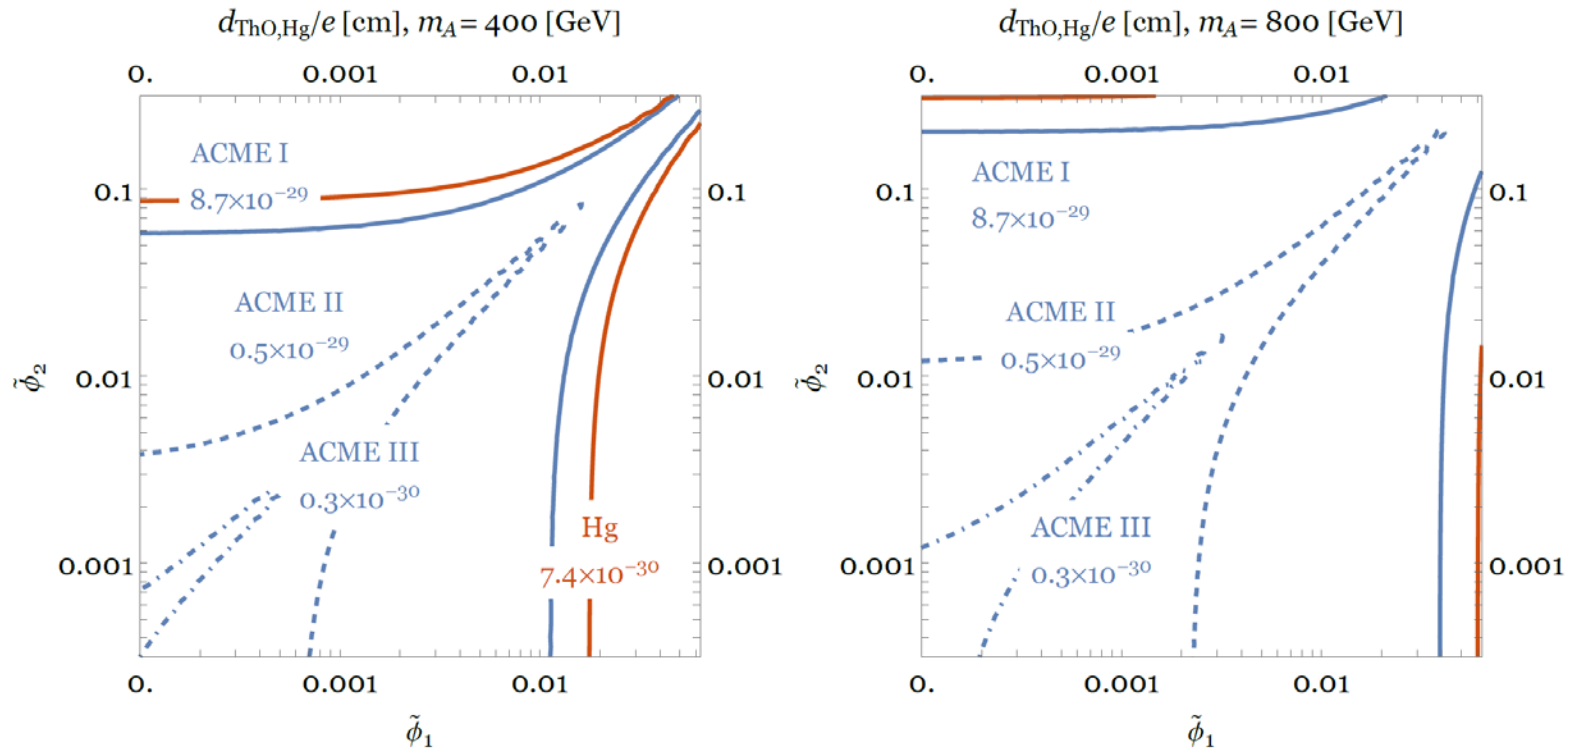 d_ThO,Hg/e [cm], m_A = 400 [GeV]
0. 0.001 0.01
ACME I
8.7×10⁻²⁹
0.1 0.1
ACME II
0.5×10⁻²⁹
ϕ̃₂ 0.01 0.01
ACME III
0.3×10⁻³⁰
Hg
7.4×10⁻³⁰
0.001 0.001
0. 0.001 0.01
ϕ̃₁
d_ThO,Hg/e [cm], m_A = 800 [GeV]
0. 0.001 0.01
ACME I
8.7×10⁻²⁹
0.1 0.1
ACME II
0.5×10⁻²⁹
ϕ̃₂ 0.01 0.01
ACME III
0.3×10⁻³⁰
0.001 0.001
0. 0.001 0.01
ϕ̃₁